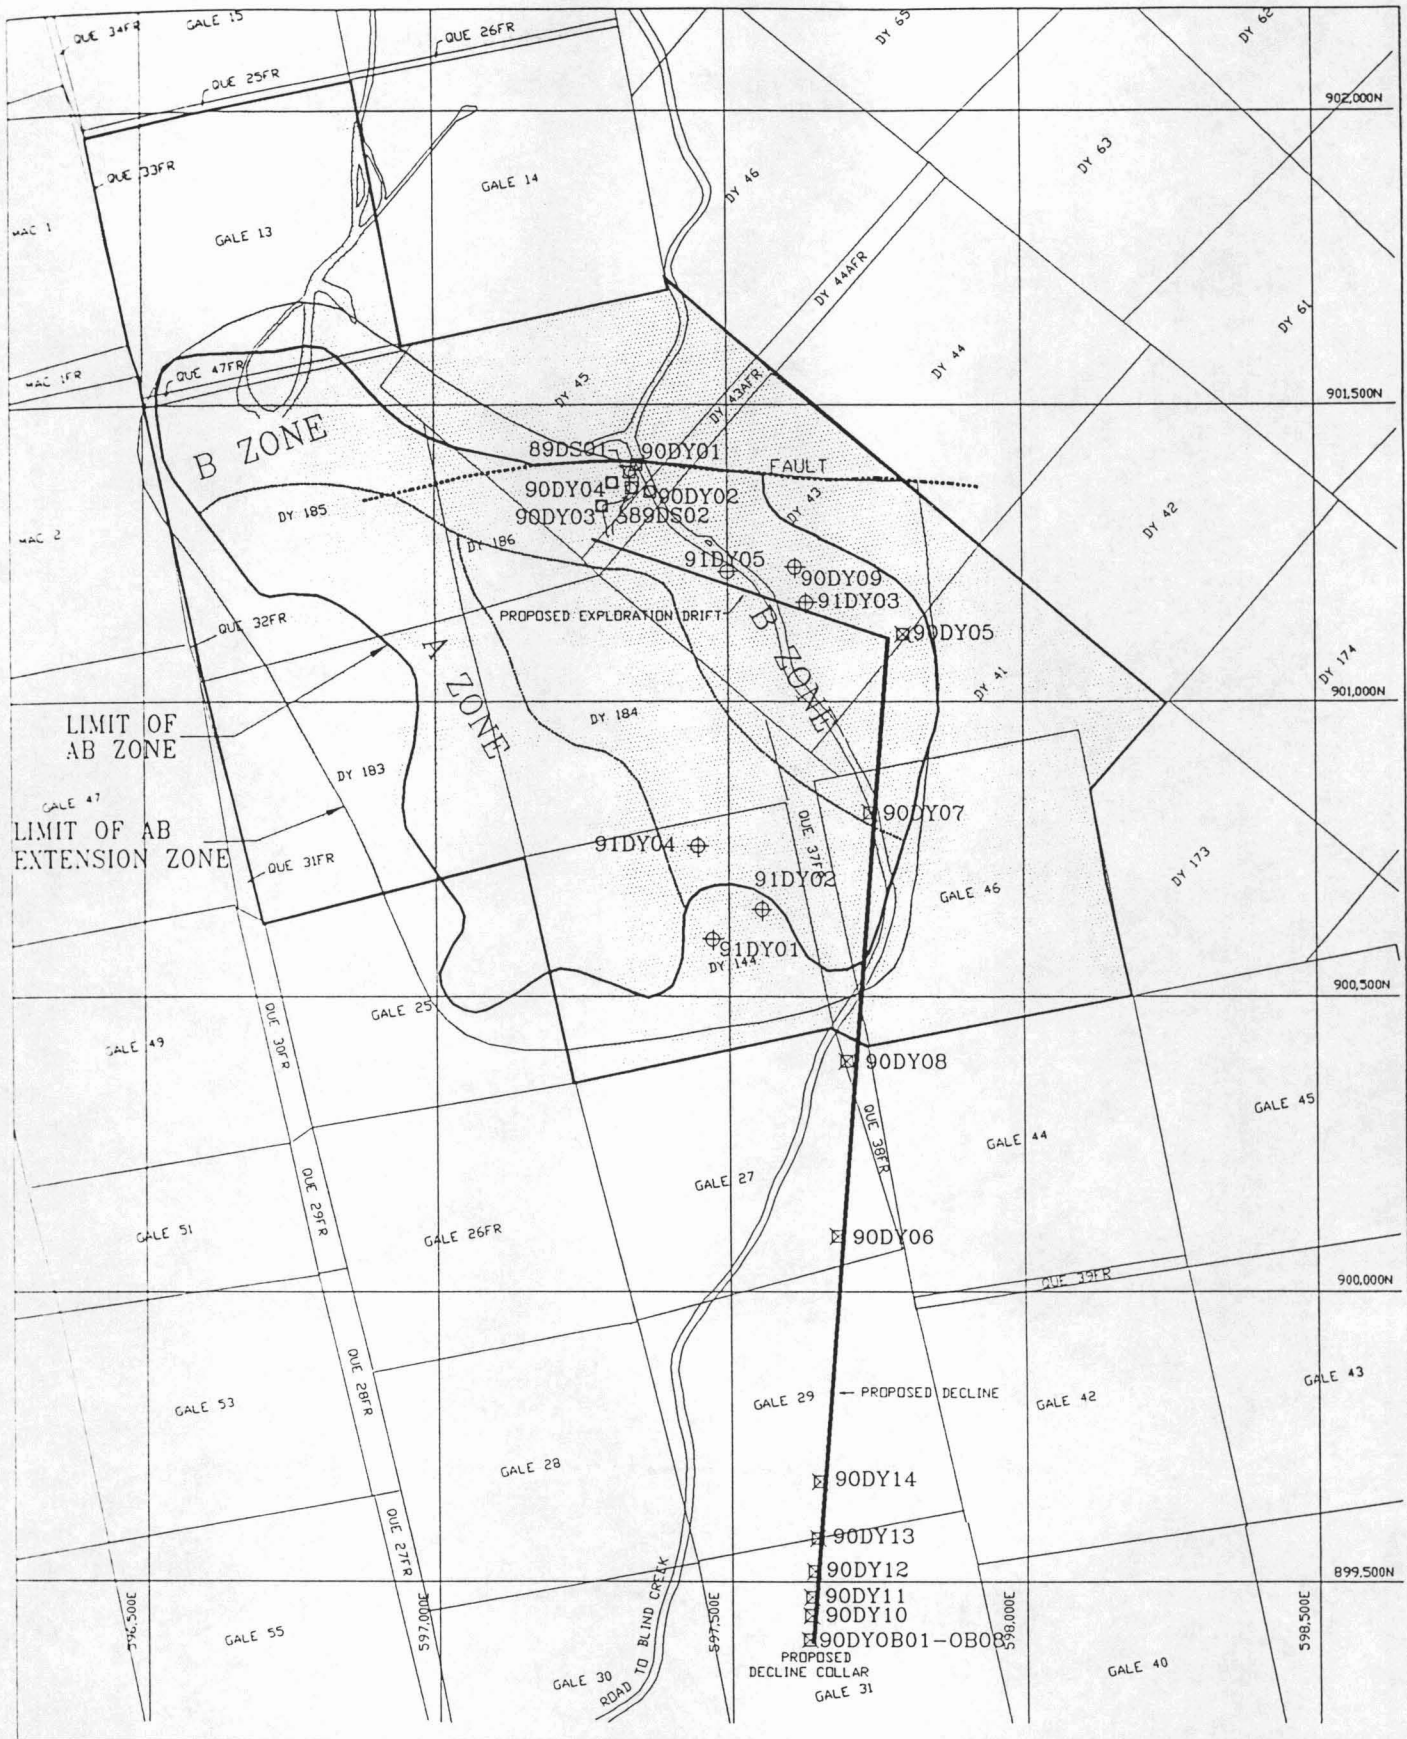 QUE 34FR
GALE 15
QUE 26FR
DY 65
DY 62
QUE 25FR
902,000N
QUE 33FR
GALE 14
DY 46
DY 63
MAC 1
GALE 13
DY 44AFR
DY 61
MAC 1FR
QUE 47FR
DY 45
DY 43AFR
DY 44
901,500N
B ZONE
89DS01
90DY01
FAULT
90DY04
90DY02
DY 185
90DY03
89DS02
DY 43
DY 42
MAC 2
DY 186
91DY05
90DY09
91DY03
PROPOSED EXPLORATION DRIFT
QUE 32FR
90DY05
A ZONE
B ZONE
DY 41
DY 174
901,000N
LIMIT OF
AB ZONE
DY 184
DY 183
GALE 47
90DY07
LIMIT OF AB
EXTENSION ZONE
91DY04
QUE 37FR
QUE 31FR
91DY02
GALE 46
DY 173
91DY01
DY 144
900,500N
GALE 25
GALE 49
QUE 30FR
90DY08
GALE 45
QUE 38FR
GALE 44
GALE 27
QUE 29FR
GALE 51
GALE 26FR
90DY06
QUE 39FR
900,000N
QUE 28FR
GALE 53
GALE 29
PROPOSED DECLINE
GALE 42
GALE 43
GALE 28
90DY14
QUE 27FR
90DY13
90DY12
899,500N
90DY11
90DY10
596,500E
597,000E
597,500E
598,000E
598,500E
GALE 55
90DYOB01-OB08
PROPOSED
DECLINE COLLAR
GALE 30
ROAD TO BLIND CREEK
GALE 31
GALE 40